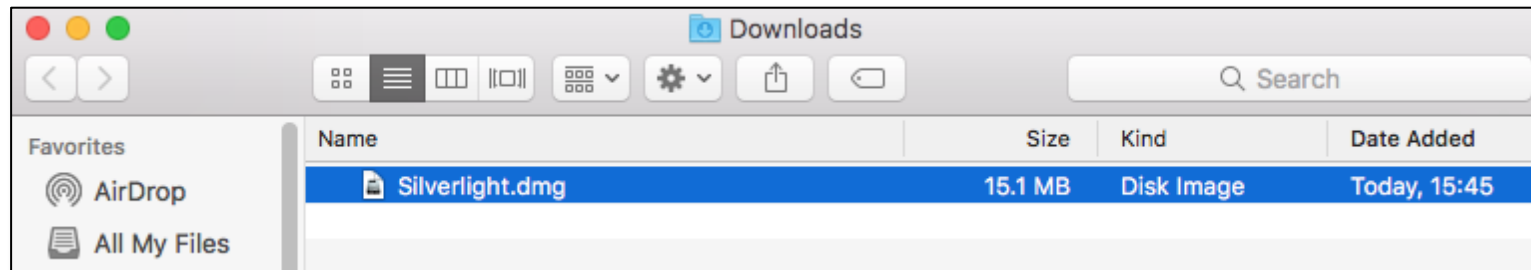 Downloads
Search
Favorites
Name Size Kind Date Added
AirDrop
Silverlight.dmg 15.1 MB Disk Image Today, 15:45
All My Files